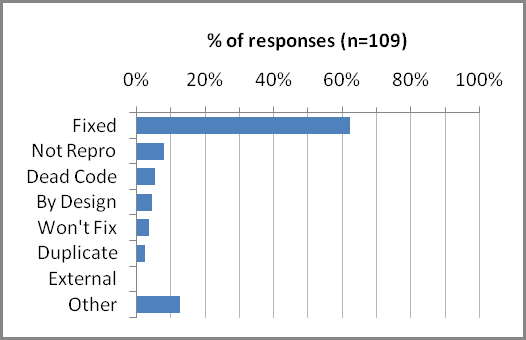 % of responses (n=109)
0% 20% 40% 60% 80% 100%
Fixed
Not Repro
Dead Code
By Design
Won't Fix
Duplicate
External
Other